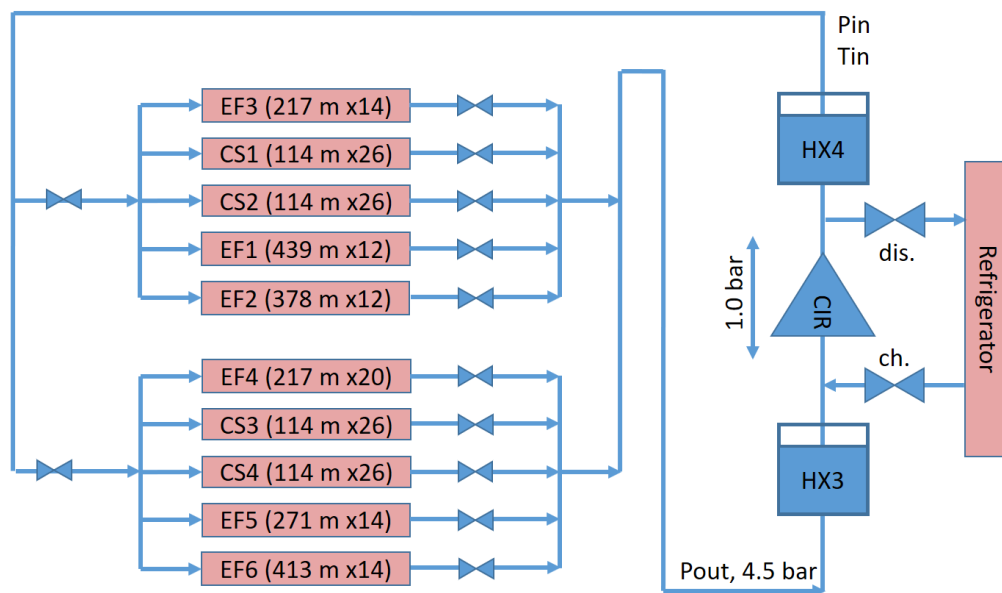 Pin
Tin
EF3 (217 m x14)
CS1 (114 m x26)
CS2 (114 m x26)
EF1 (439 m x12)
EF2 (378 m x12)
EF4 (217 m x20)
CS3 (114 m x26)
CS4 (114 m x26)
EF5 (271 m x14)
EF6 (413 m x14)
HX4
dis.
1.0 bar
CIR
Refrigerator
ch.
HX3
Pout, 4.5 bar